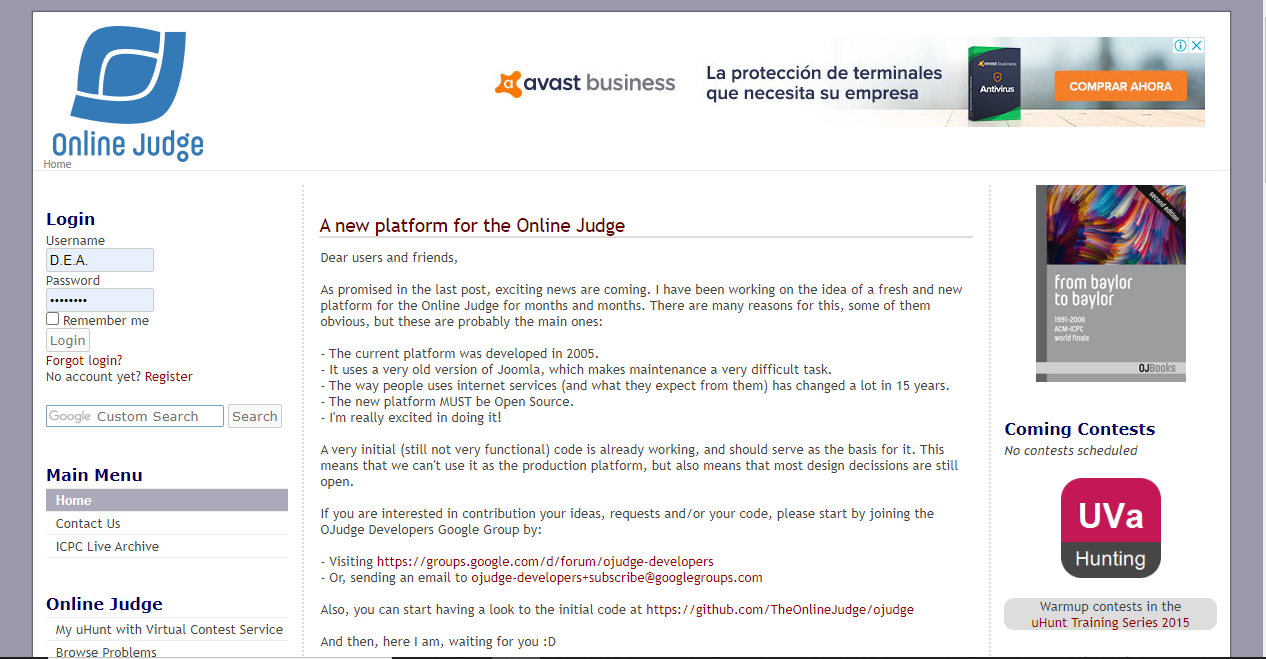 Online Judge
Home
avast business
La protección de terminales
que necesita su empresa
avast business
Antivirus
COMPRAR AHORA
Login
Username
D.E.A.
Password
••••••••
Remember me
Login
Forgot login?
No account yet? Register
Google Custom Search
Search
Main Menu
Home
Contact Us
ICPC Live Archive
Online Judge
My uHunt with Virtual Contest Service
Browse Problems
A new platform for the Online Judge
Dear users and friends,
As promised in the last post, exciting news are coming. I have been working on the idea of a fresh and new
platform for the Online Judge for months and months. There are many reasons for this, some of them
obvious, but these are probably the main ones:
- The current platform was developed in 2005.
- It uses a very old version of Joomla, which makes maintenance a very difficult task.
- The way people uses internet services (and what they expect from them) has changed a lot in 15 years.
- The new platform MUST be Open Source.
- I'm really excited in doing it!
A very initial (still not very functional) code is already working, and should serve as the basis for it. This
means that we can't use it as the production platform, but also means that most design decissions are still
open.
If you are interested in contribution your ideas, requests and/or your code, please start by joining the
OJudge Developers Google Group by:
- Visiting https://groups.google.com/d/forum/ojudge-developers
- Or, sending an email to ojudge-developers+subscribe@googlegroups.com
Also, you can start having a look to the initial code at https://github.com/TheOnlineJudge/ojudge
And then, here I am, waiting for you :D
second edition
from baylor
to baylor
1991-2006
ACM-ICPC
world finals
OJBooks
Coming Contests
No contests scheduled
UVa
Hunting
Warmup contests in the
uHunt Training Series 2015